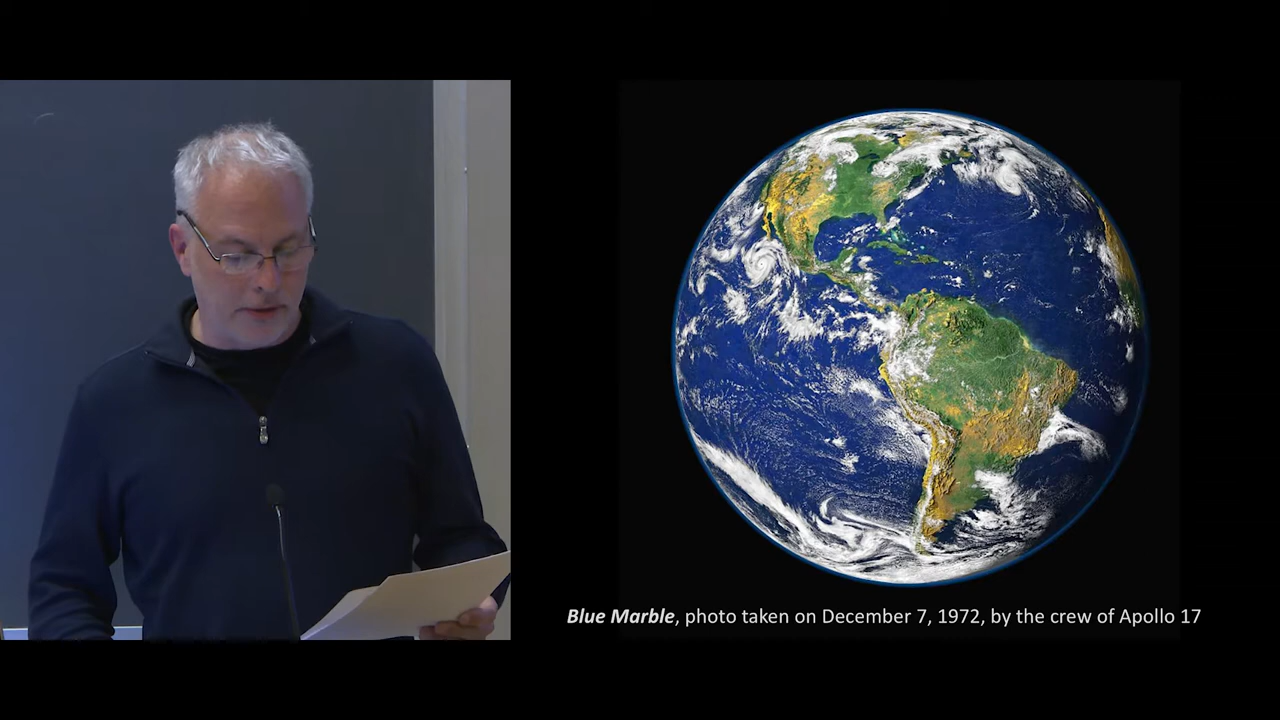 Blue Marble, photo taken on December 7, 1972, by the crew of Apollo 17